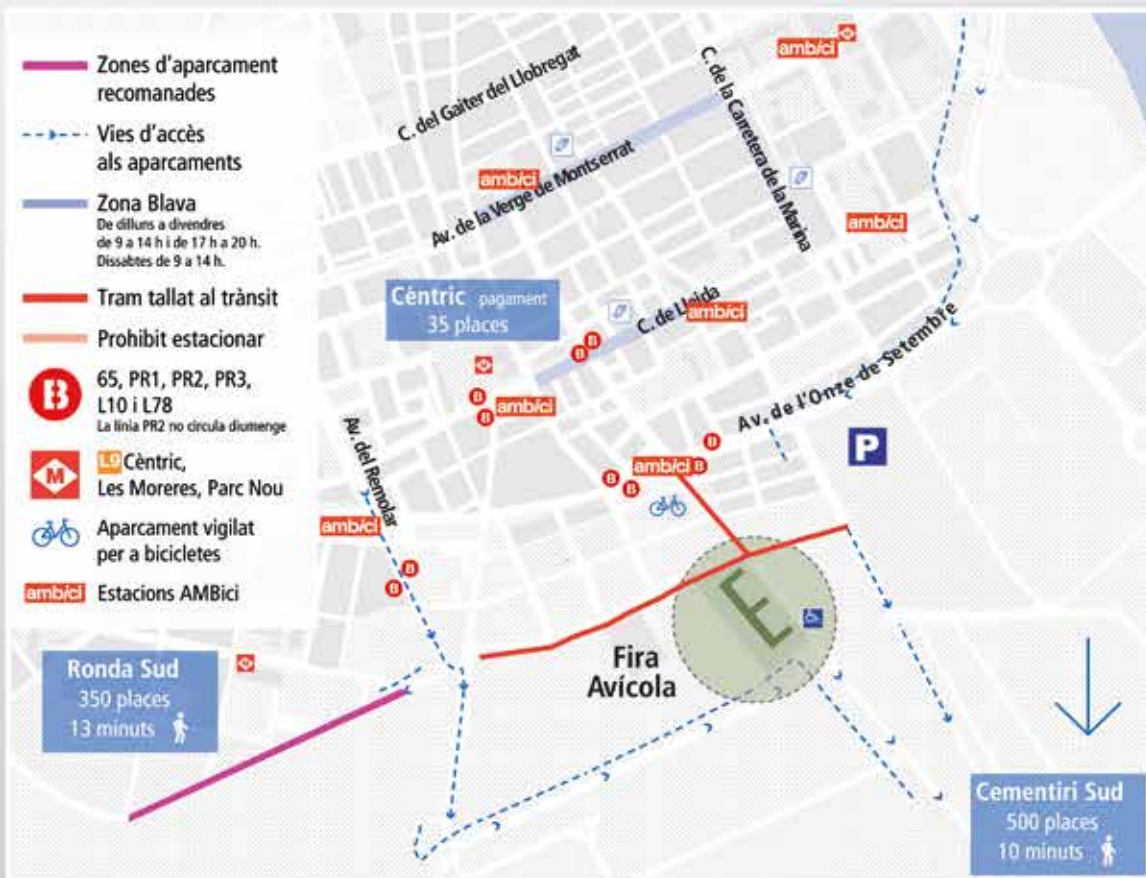 Zones d'aparcament
recomanades
Vies d'accès
als aparcaments
Zona Blava
De dilluns a divendres
de 9 a 14 h i de 17 h a 20 h.
Dissabtes de 9 a 14 h.
Tram tallat al trànsit
Prohibit estacionar
B
65, PR1, PR2, PR3,
L10 i L78
La línia PR2 no circula diumenge
M
L9 Cèntric,
Les Moreres, Parc Nou
Aparcament vigilat
per a bicicletes
ambici
Estacions AMBici
C. del Gaiter del Llobregat
ambici
M
C. de la Carretera de la Marina
ambici
Av. de la Verge de Montserrat
ambici
Cèntric pagament
35 places
C. de Lleida
ambici
B
B
M
B
B
ambici
Av. de l'Onze de Setembre
P
B
ambici
B
B
B
Av. del Remolar
ambici
B
B
E
Fira
Avícola
M
Ronda Sud
350 places
13 minuts
Cementiri Sud
500 places
10 minuts